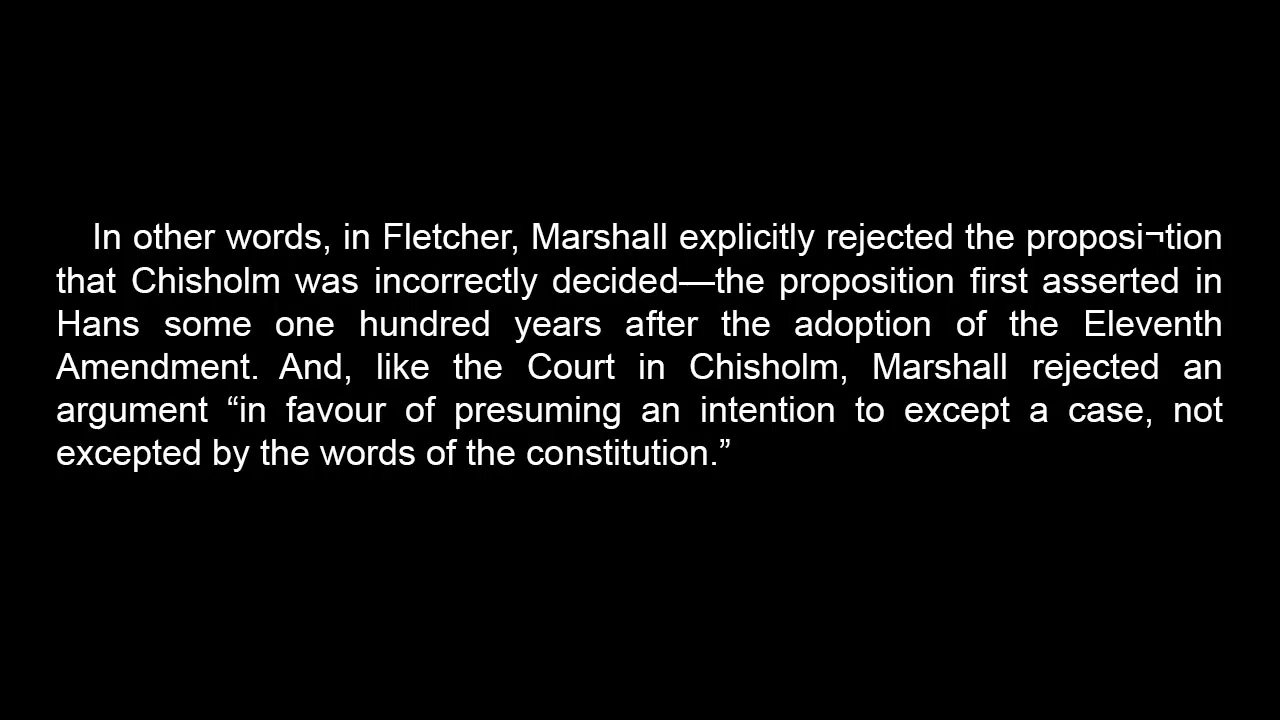 In other words, in Fletcher, Marshall explicitly rejected the proposi¬tion
that Chisholm was incorrectly decided—the proposition first asserted in
Hans some one hundred years after the adoption of the Eleventh
Amendment. And, like the Court in Chisholm, Marshall rejected an
argument “in favour of presuming an intention to except a case, not
excepted by the words of the constitution.”